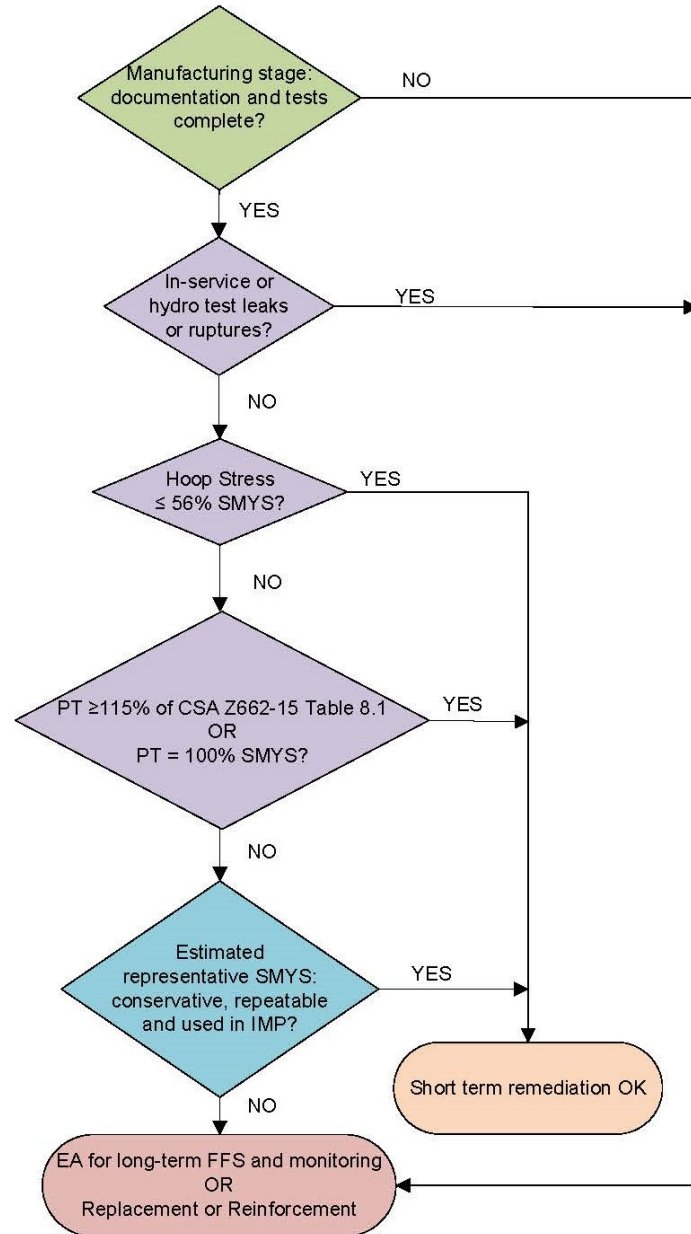 Manufacturing stage:
documentation and tests
complete?
NO
YES
In-service or
hydro test leaks
or ruptures?
YES
NO
Hoop Stress
≤ 56% SMYS?
YES
NO
PT ≥115% of CSA Z662-15 Table 8.1
OR
PT = 100% SMYS?
YES
NO
Estimated
representative SMYS:
conservative, repeatable
and used in IMP?
YES
NO
Short term remediation OK
EA for long-term FFS and monitoring
OR
Replacement or Reinforcement